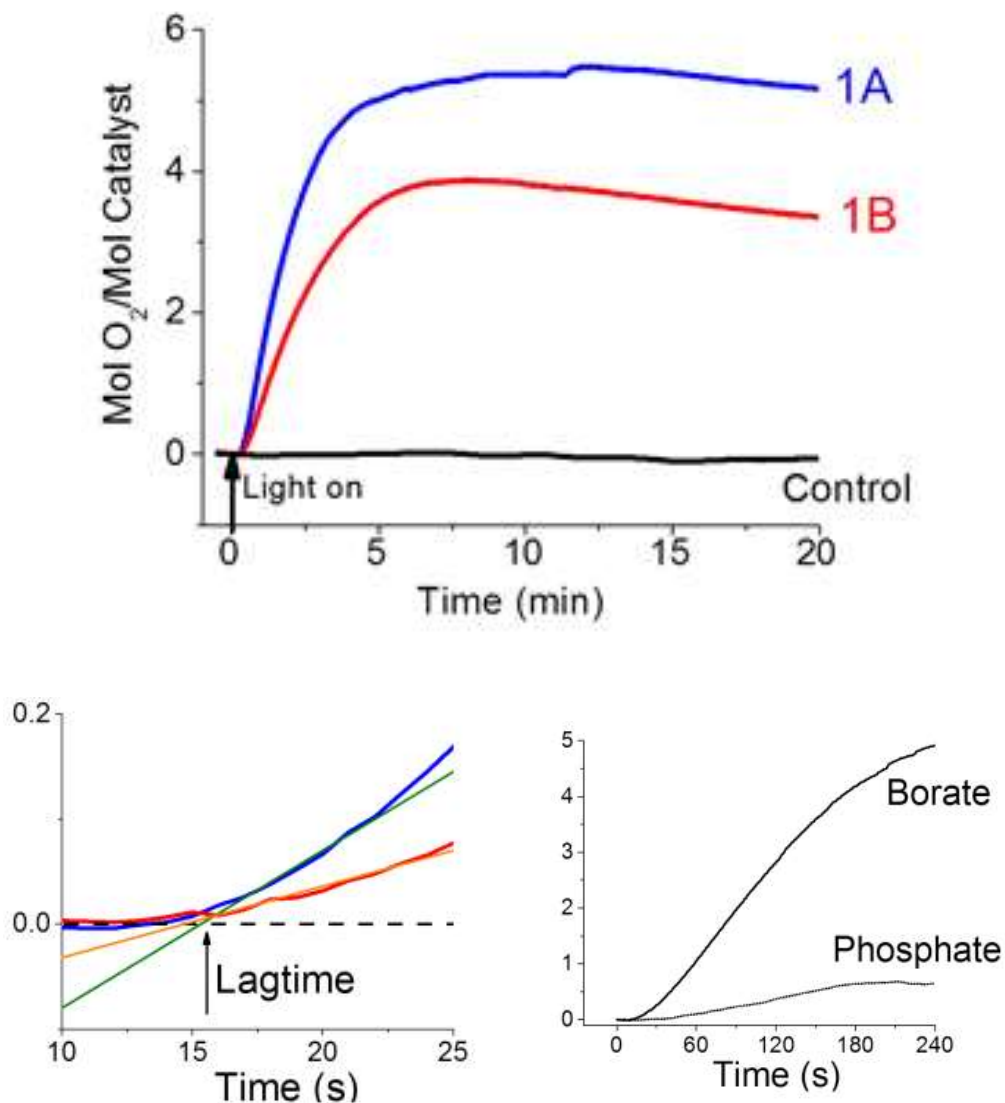 6
4
2
0
Mol O₂/Mol Catalyst
1A
1B
Control
Light on
0 5 10 15 20
Time (min)
0.2
0.0
Lagtime
10 15 20 25
Time (s)
5
4
3
2
1
0
Borate
Phosphate
0 60 120 180 240
Time (s)